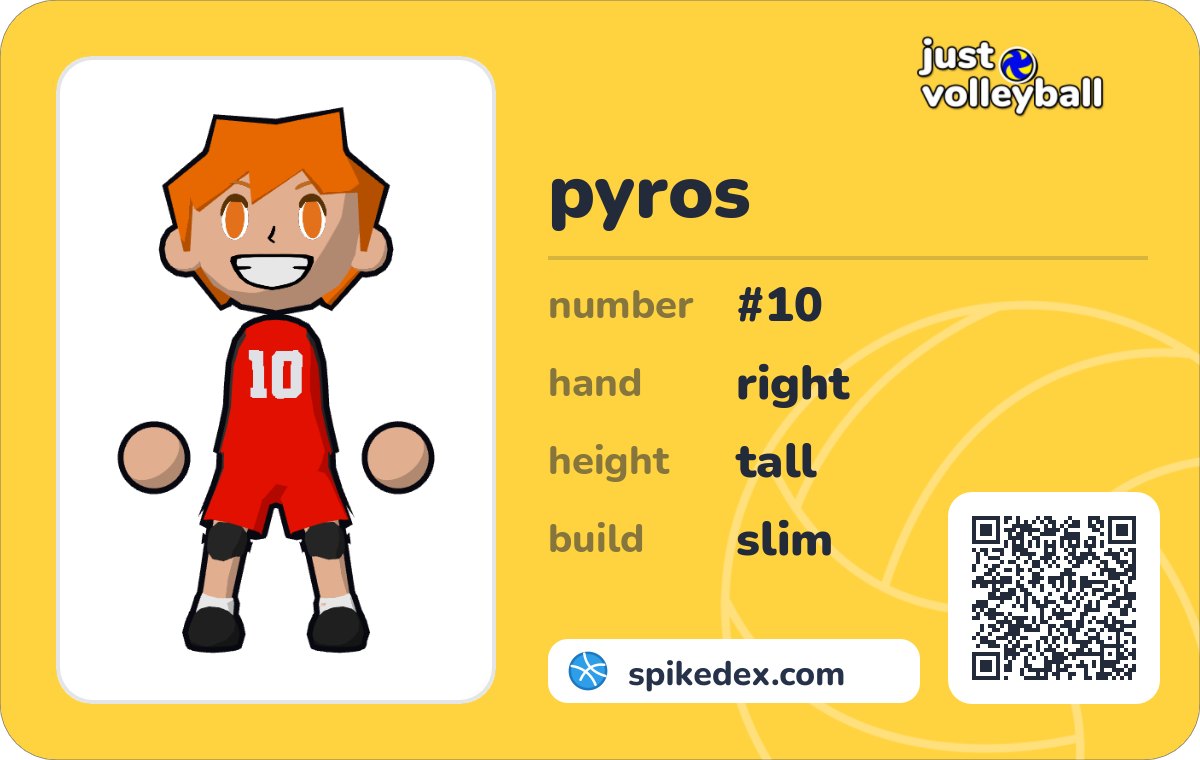 just
volleyball
pyros
number #10
hand right
height tall
build slim
10
spikedex.com